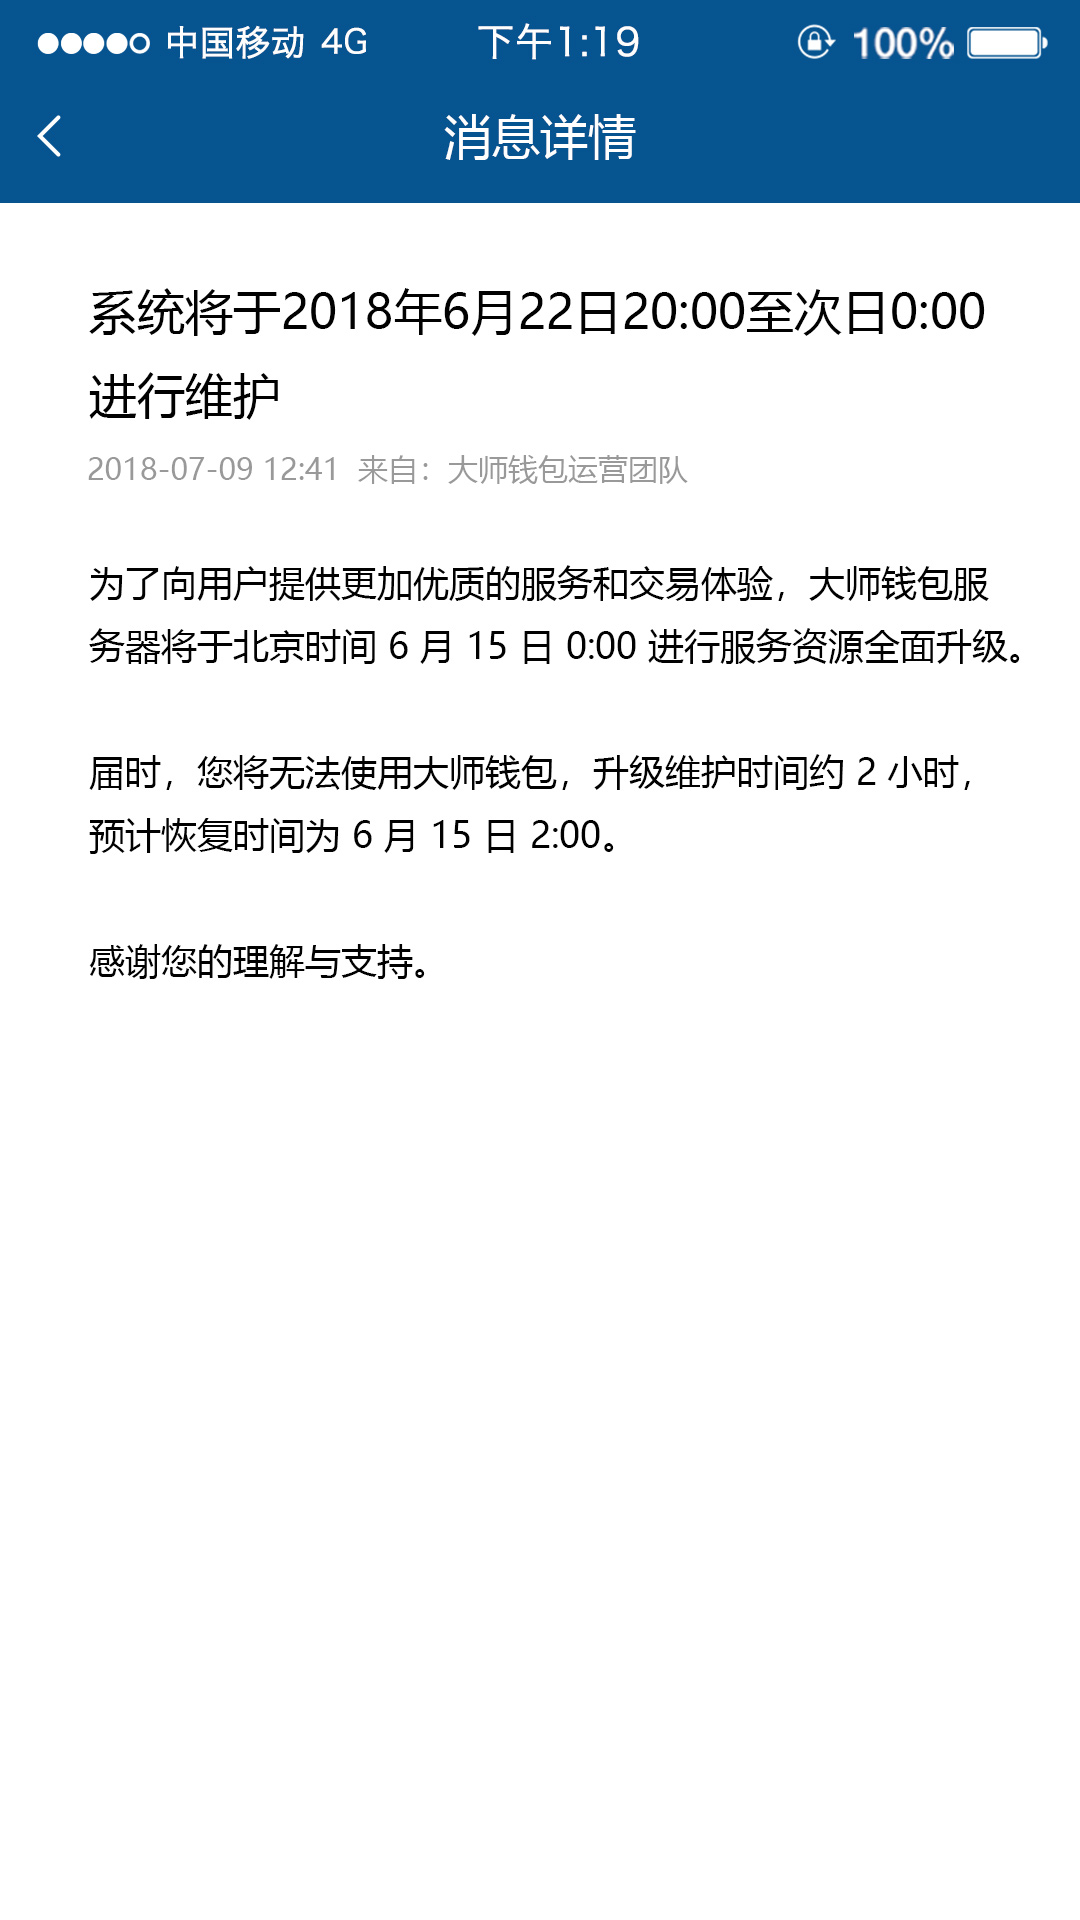 中国移动 4G 下午1:19 100%
消息详情
系统将于2018年6月22日20:00至次日0:00
进行维护
2018-07-09 12:41 来自：大师钱包运营团队
为了向用户提供更加优质的服务和交易体验，大师钱包服
务器将于北京时间 6 月 15 日 0:00 进行服务资源全面升级。
届时，您将无法使用大师钱包，升级维护时间约 2 小时，
预计恢复时间为 6 月 15 日 2:00。
感谢您的理解与支持。